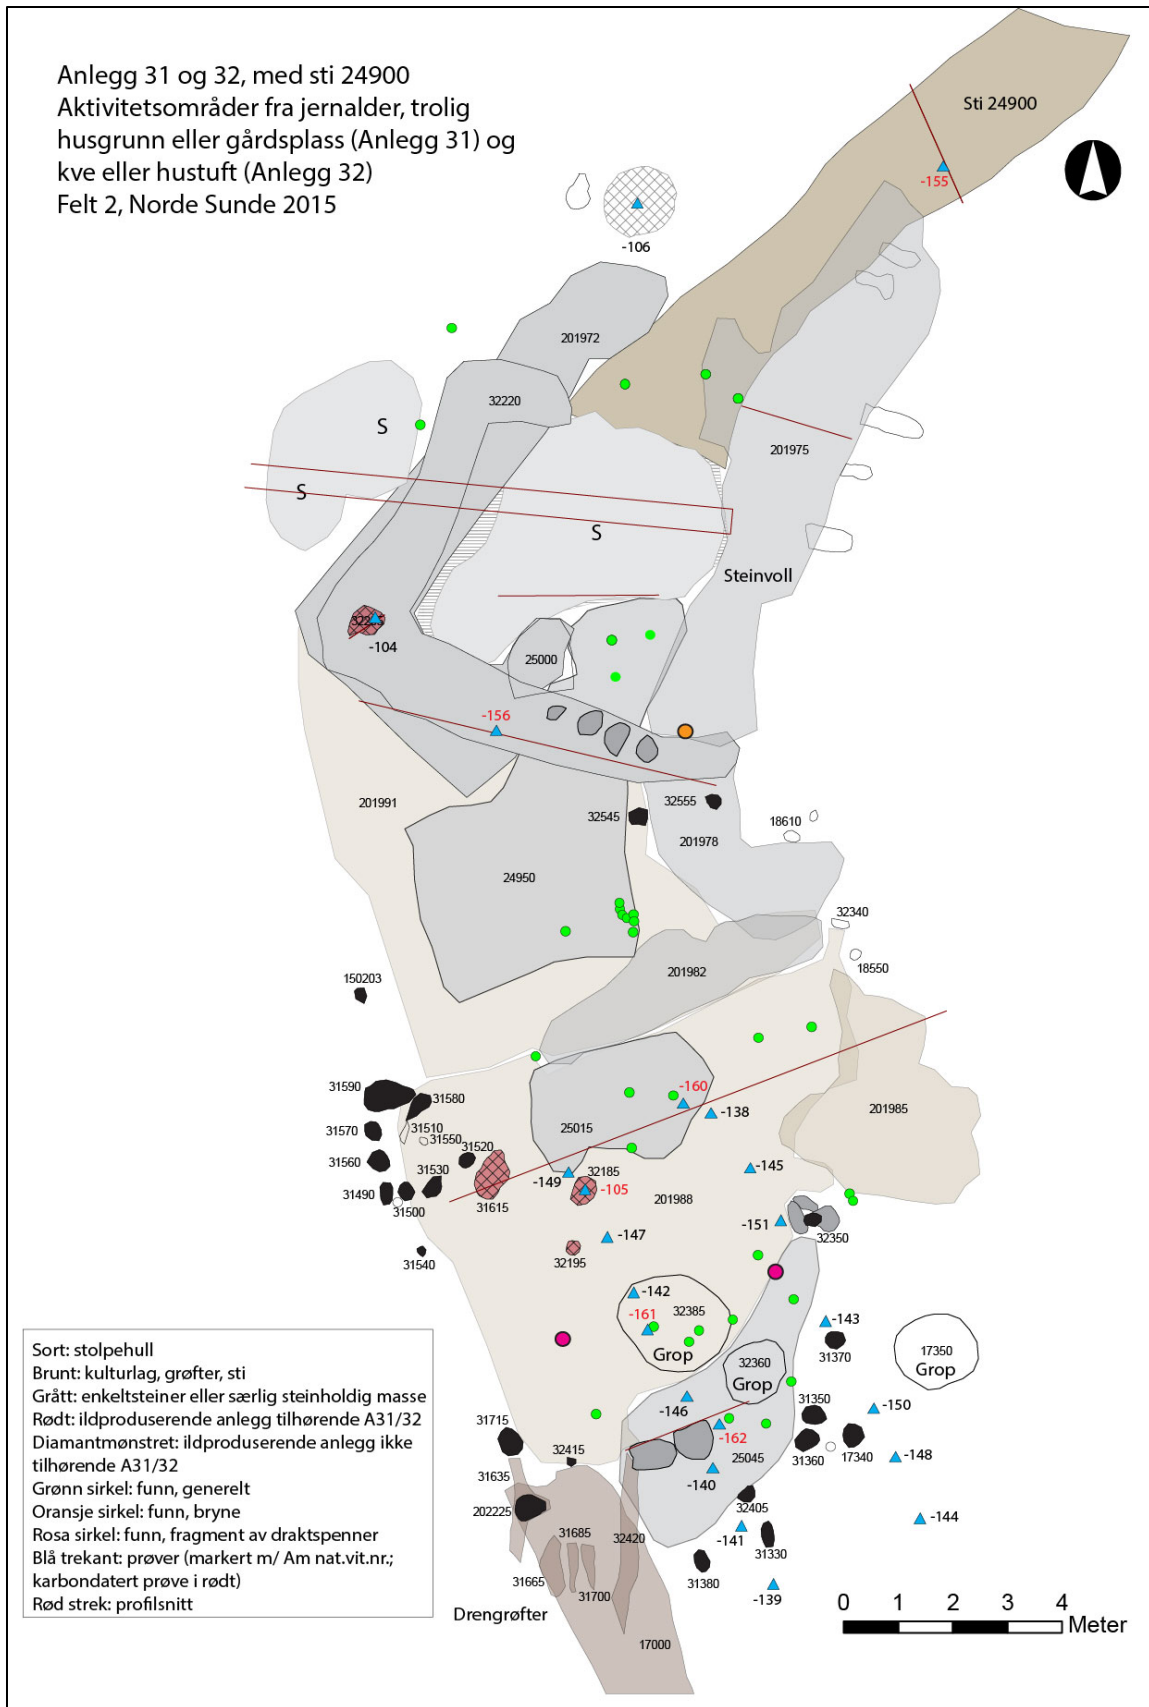 Anlegg 31 og 32, med sti 24900
Aktivitetsområder fra jernalder, trolig
husgrunn eller gårdsplass (Anlegg 31) og
kve eller hustuft (Anlegg 32)
Felt 2, Norde Sunde 2015
Sti 24900
-155
-106
201972
32220
S
201975
S
S
Steinvoll
-104
25000
-156
201991
32545
32555
18610
201978
24950
32340
18550
201982
150203
31590
31580
-160
-138
201985
31570
31510
31550
25015
31560
31520
31530
-149
32185
-145
-105
31490
31500
31615
201988
-151
32350
-147
31540
32195
-142
32385
-161
-143
Grop
32360
31370
17350
Grop
Grop
-146
31350
-150
31715
-162
32415
25045
31360
17340
-148
31635
-140
202225
32405
31685
32420
-144
-141
31330
31665
31700
31380
-139
Drengrøfter
17000
Sort: stolpehull
Brunt: kulturlag, grøfter, sti
Grått: enkeltsteiner eller særlig steinholdig masse
Rødt: ildproduserende anlegg tilhørende A31/32
Diamantmønstret: ildproduserende anlegg ikke
tilhørende A31/32
Grønn sirkel: funn, generelt
Oransje sirkel: funn, bryne
Rosa sirkel: funn, fragment av draktspenner
Blå trekant: prøver (markert m/ Am nat.vit.nr.;
karbondatert prøve i rødt)
Rød strek: profilsnitt
0 1 2 3 4
Meter